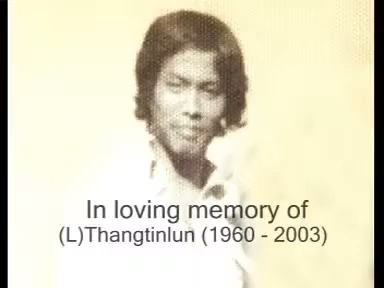 In loving memory of
(L)Thangtinlun (1960 - 2003)